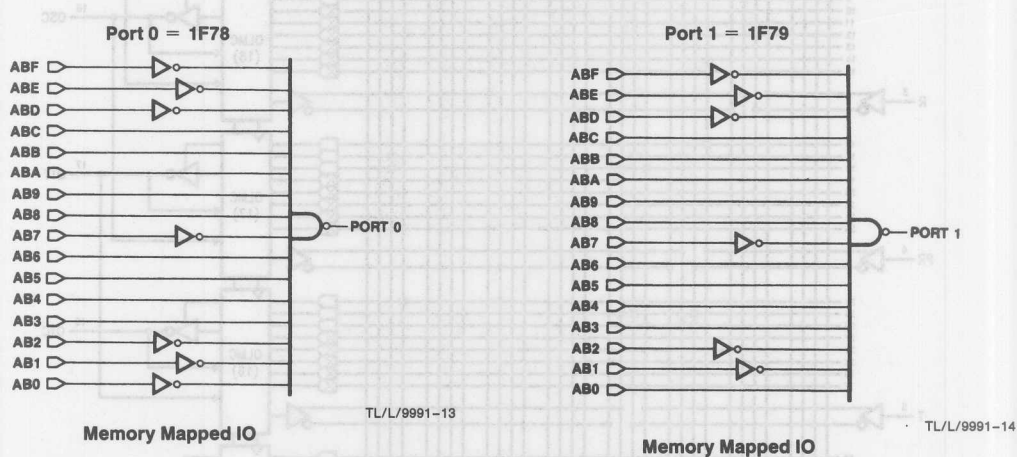 Port 0 = 1F78
ABF
ABE
ABD
ABC
ABB
ABA
AB9
AB8
AB7
AB6
AB5
AB4
AB3
AB2
AB1
AB0
PORT 0
TL/L/9991-13
Memory Mapped IO
Port 1 = 1F79
ABF
ABE
ABD
ABC
ABB
ABA
AB9
AB8
AB7
AB6
AB5
AB4
AB3
AB2
AB1
AB0
PORT 1
TL/L/9991-14
Memory Mapped IO